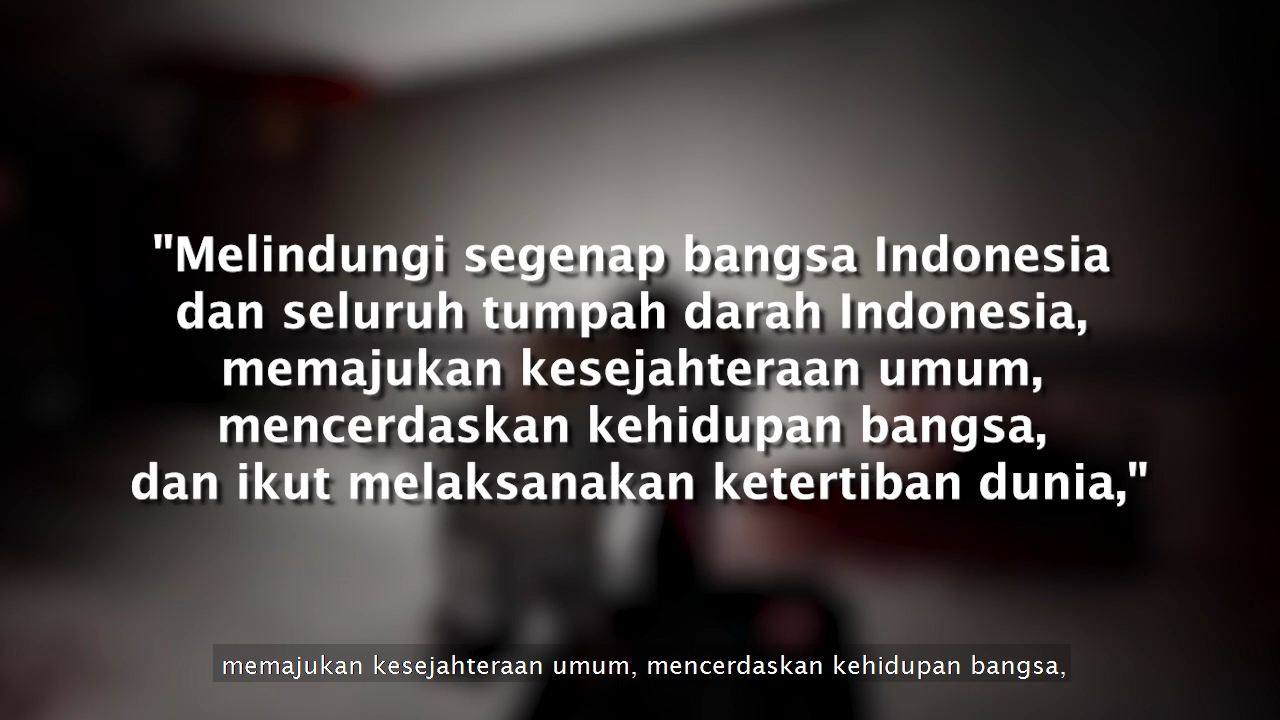 "Melindungi segenap bangsa Indonesia
dan seluruh tumpah darah Indonesia,
memajukan kesejahteraan umum,
mencerdaskan kehidupan bangsa,
dan ikut melaksanakan ketertiban dunia,"
memajukan kesejahteraan umum, mencerdaskan kehidupan bangsa,